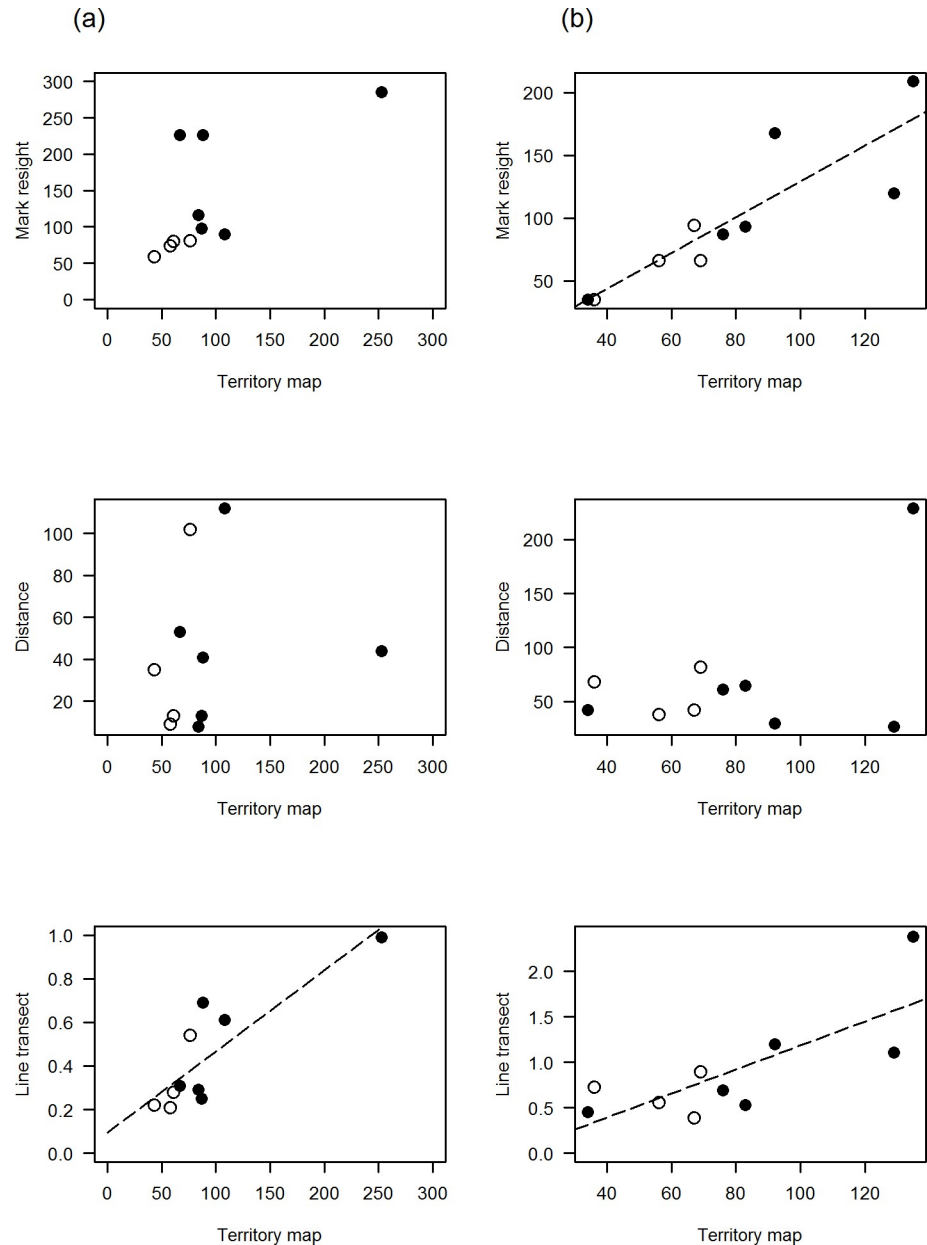 (a)
(b)
Mark resight
300
250
200
150
100
50
0
0 50 100 150 200 250 300
Territory map
Mark resight
200
150
100
50
40 60 80 100 120
Territory map
Distance
100
80
60
40
20
0 50 100 150 200 250 300
Territory map
Distance
200
150
100
50
40 60 80 100 120
Territory map
Line transect
1.0
0.8
0.6
0.4
0.2
0.0
0 50 100 150 200 250 300
Territory map
Line transect
2.0
1.5
1.0
0.5
0.0
40 60 80 100 120
Territory map